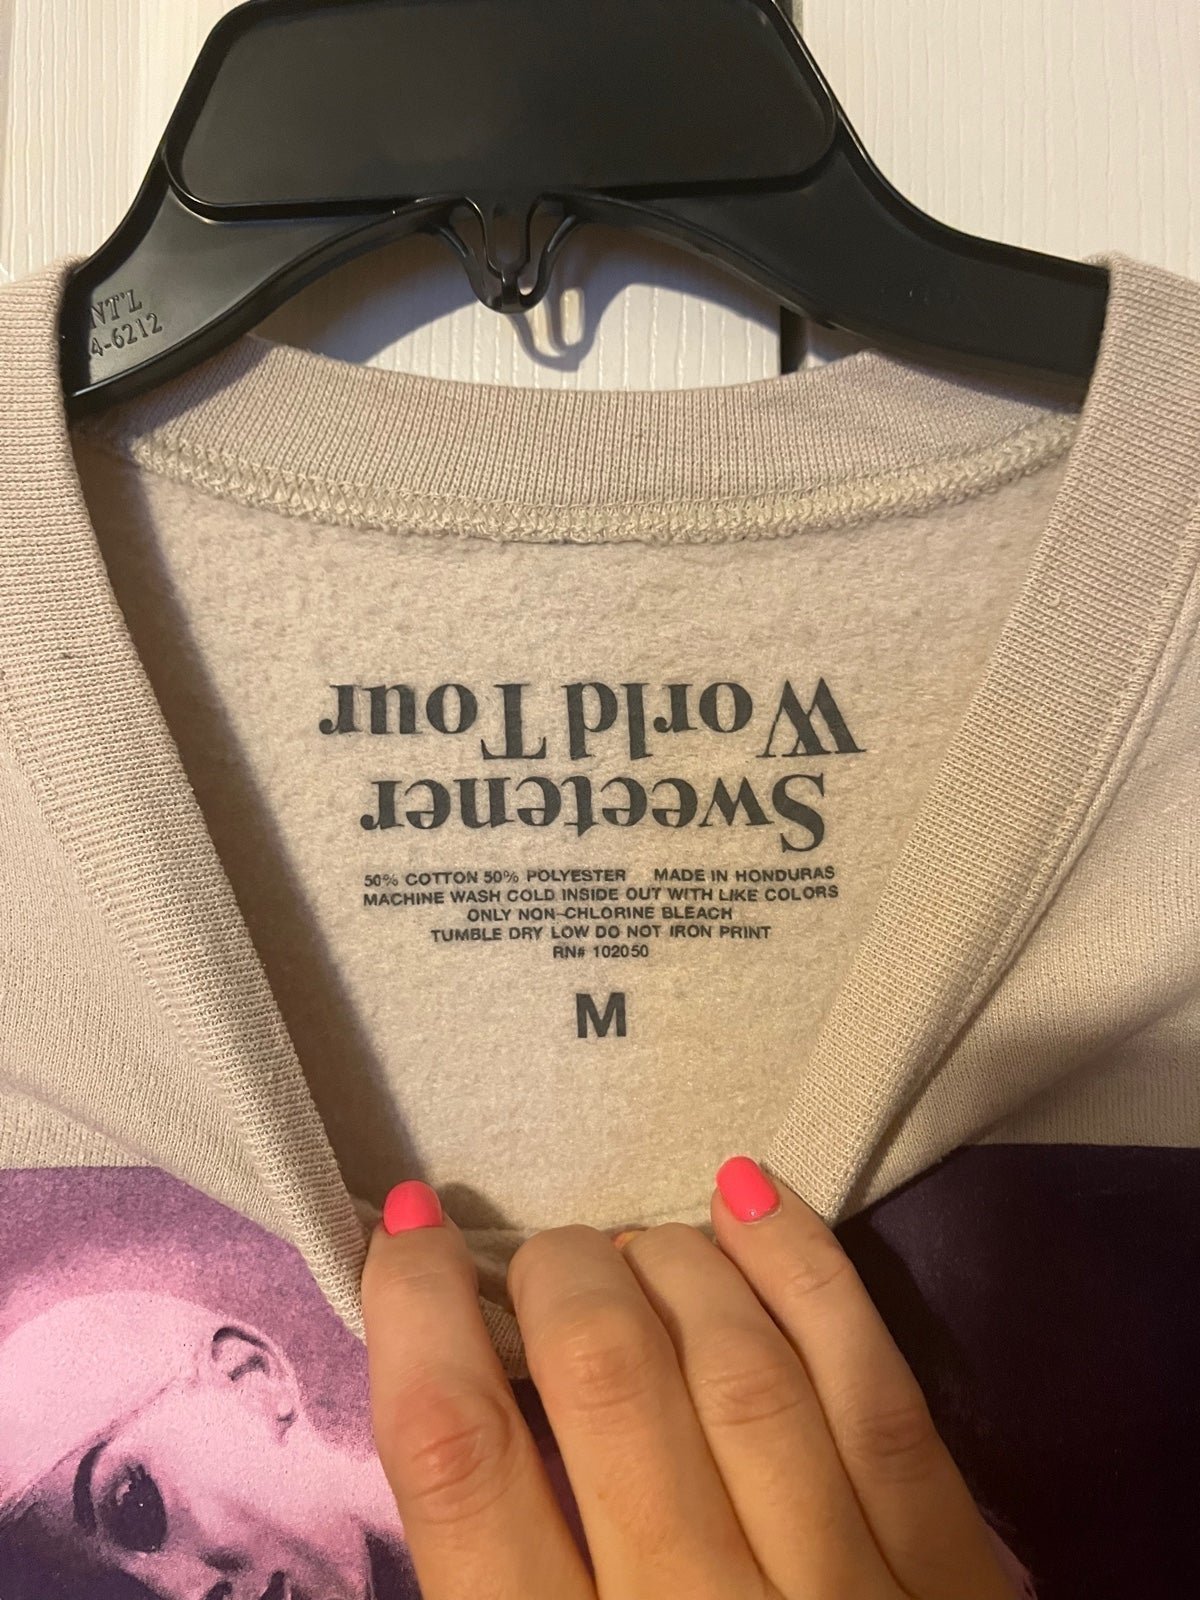 NT'L
4-6212
Sweetener
World Tour
50% COTTON 50% POLYESTER MADE IN HONDURAS
MACHINE WASH COLD INSIDE OUT WITH LIKE COLORS
ONLY NON-CHLORINE BLEACH
TUMBLE DRY LOW DO NOT IRON PRINT
RN# 102050
M